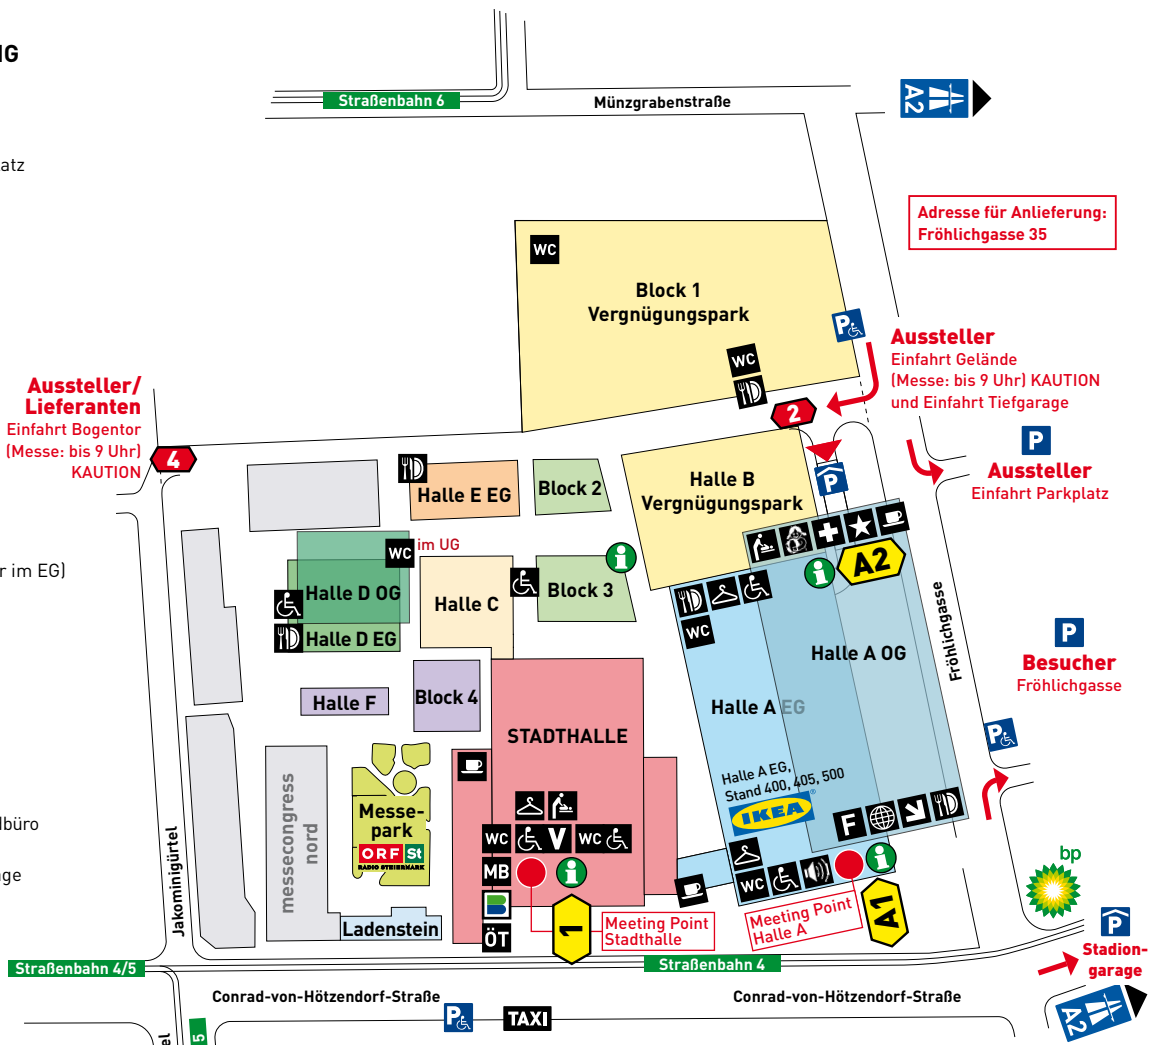 NG
Straßenbahn 6
Münzgrabenstraße
A2
atz
Adresse für Anlieferung:
Fröhlichgasse 35
WC
Block 1
Vergnügungspark
P
WC
Aussteller
Einfahrt Gelände
(Messe: bis 9 Uhr) KAUTION
und Einfahrt Tiefgarage
Aussteller/
Lieferanten
Einfahrt Bogentor
(Messe: bis 9 Uhr)
KAUTION
4
2
P
Aussteller
Einfahrt Parkplatz
Halle E EG
Block 2
Halle B
Vergnügungspark
P
WC
im UG
i
A2
i
r im EG)
Halle D OG
Halle C
Block 3
Halle D EG
WC
Halle A OG
Fröhlichgasse
P
Besucher
Fröhlichgasse
Halle F
Block 4
Halle A EG
STADTHALLE
P
Halle A EG,
Stand 400, 405, 500
IKEA
®
messecongress
nord
Messe-
park
ORF St
RADIO STEIERMARK
F
lbüro
WC
V
WC
MB
i
WC
i
age
Jakominigürtel
bp
B
ÖT
1
Meeting Point
Stadthalle
Meeting Point
Halle A
A1
Ladenstein
P
Stadion-
garage
Straßenbahn 4/5
Straßenbahn 4
Conrad-von-Hötzendorf-Straße
Conrad-von-Hötzendorf-Straße
A2
P
TAXI
5
el